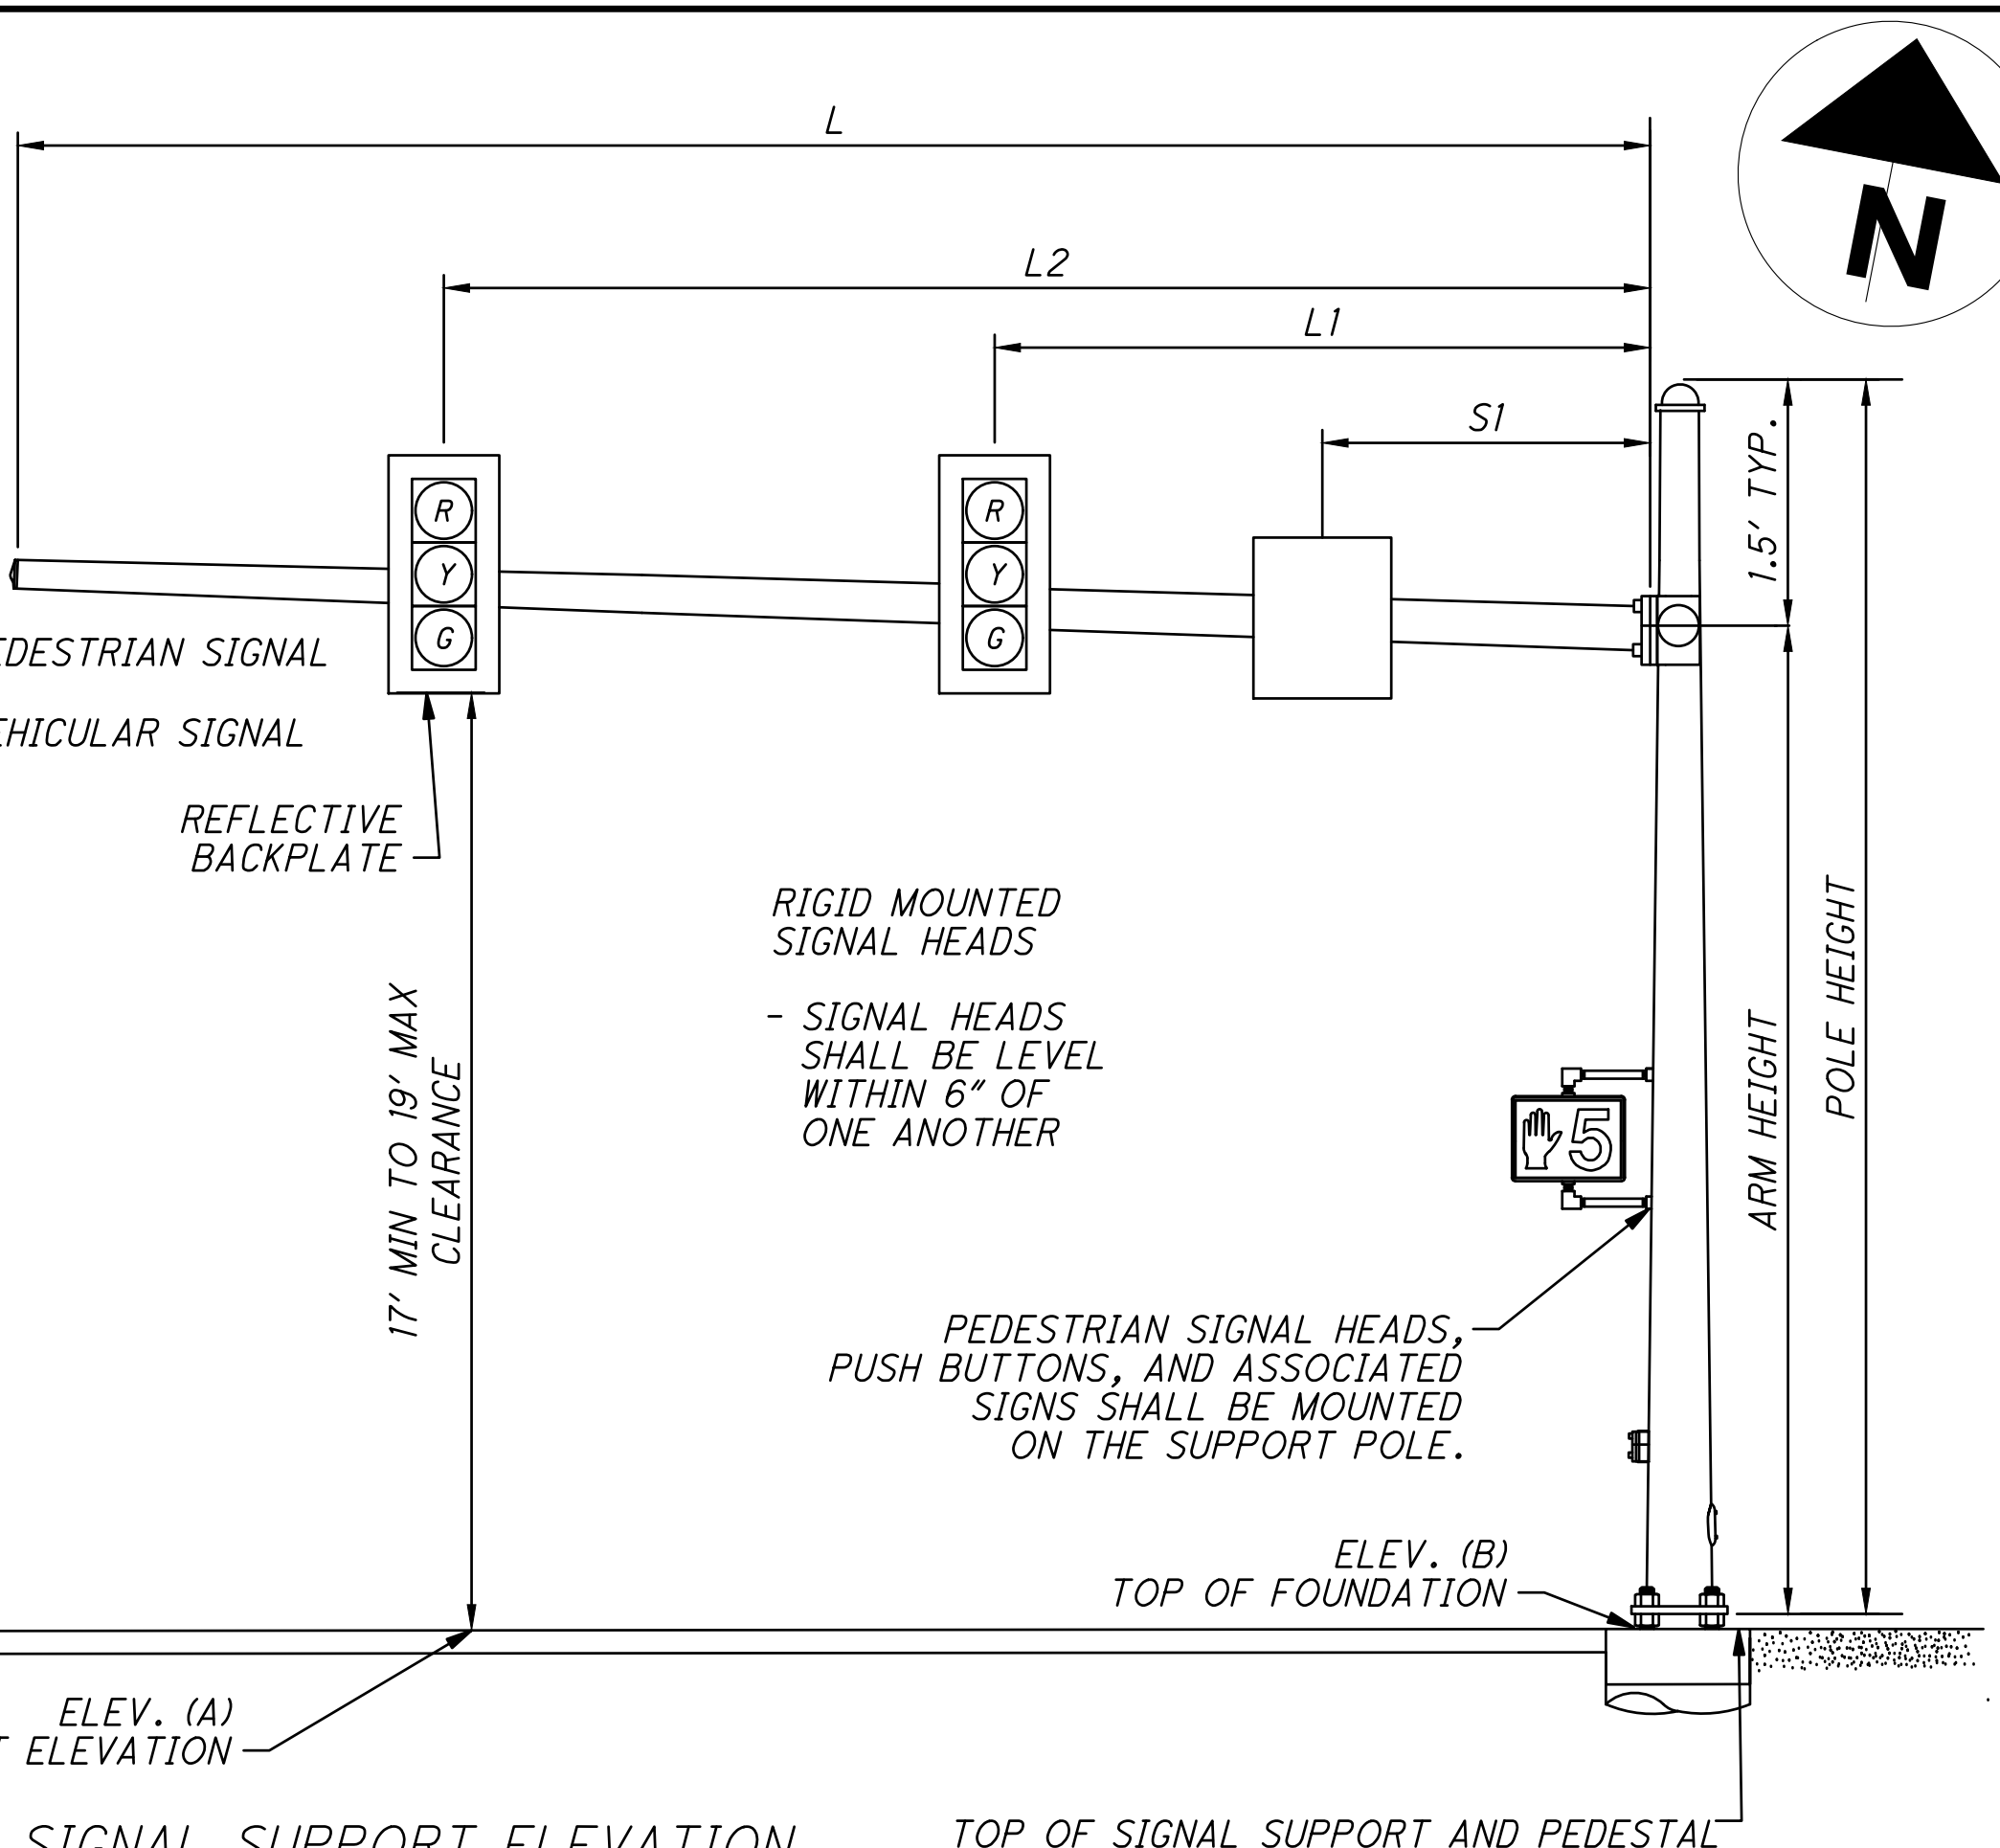 L
N
L2
L1
S1
1.5' TYP.
R
Y
G
R
Y
G
PEDESTRIAN SIGNAL
VEHICULAR SIGNAL
REFLECTIVE
BACKPLATE
RIGID MOUNTED
SIGNAL HEADS
- SIGNAL HEADS
SHALL BE LEVEL
WITHIN 6" OF
ONE ANOTHER
17' MIN TO 19' MAX
CLEARANCE
POLE HEIGHT
ARM HEIGHT
5
PEDESTRIAN SIGNAL HEADS,
PUSH BUTTONS, AND ASSOCIATED
SIGNS SHALL BE MOUNTED
ON THE SUPPORT POLE.
ELEV. (B)
TOP OF FOUNDATION
ELEV. (A)
ELEVATION
SIGNAL SUPPORT ELEVATION
TOP OF SIGNAL SUPPORT AND PEDESTAL